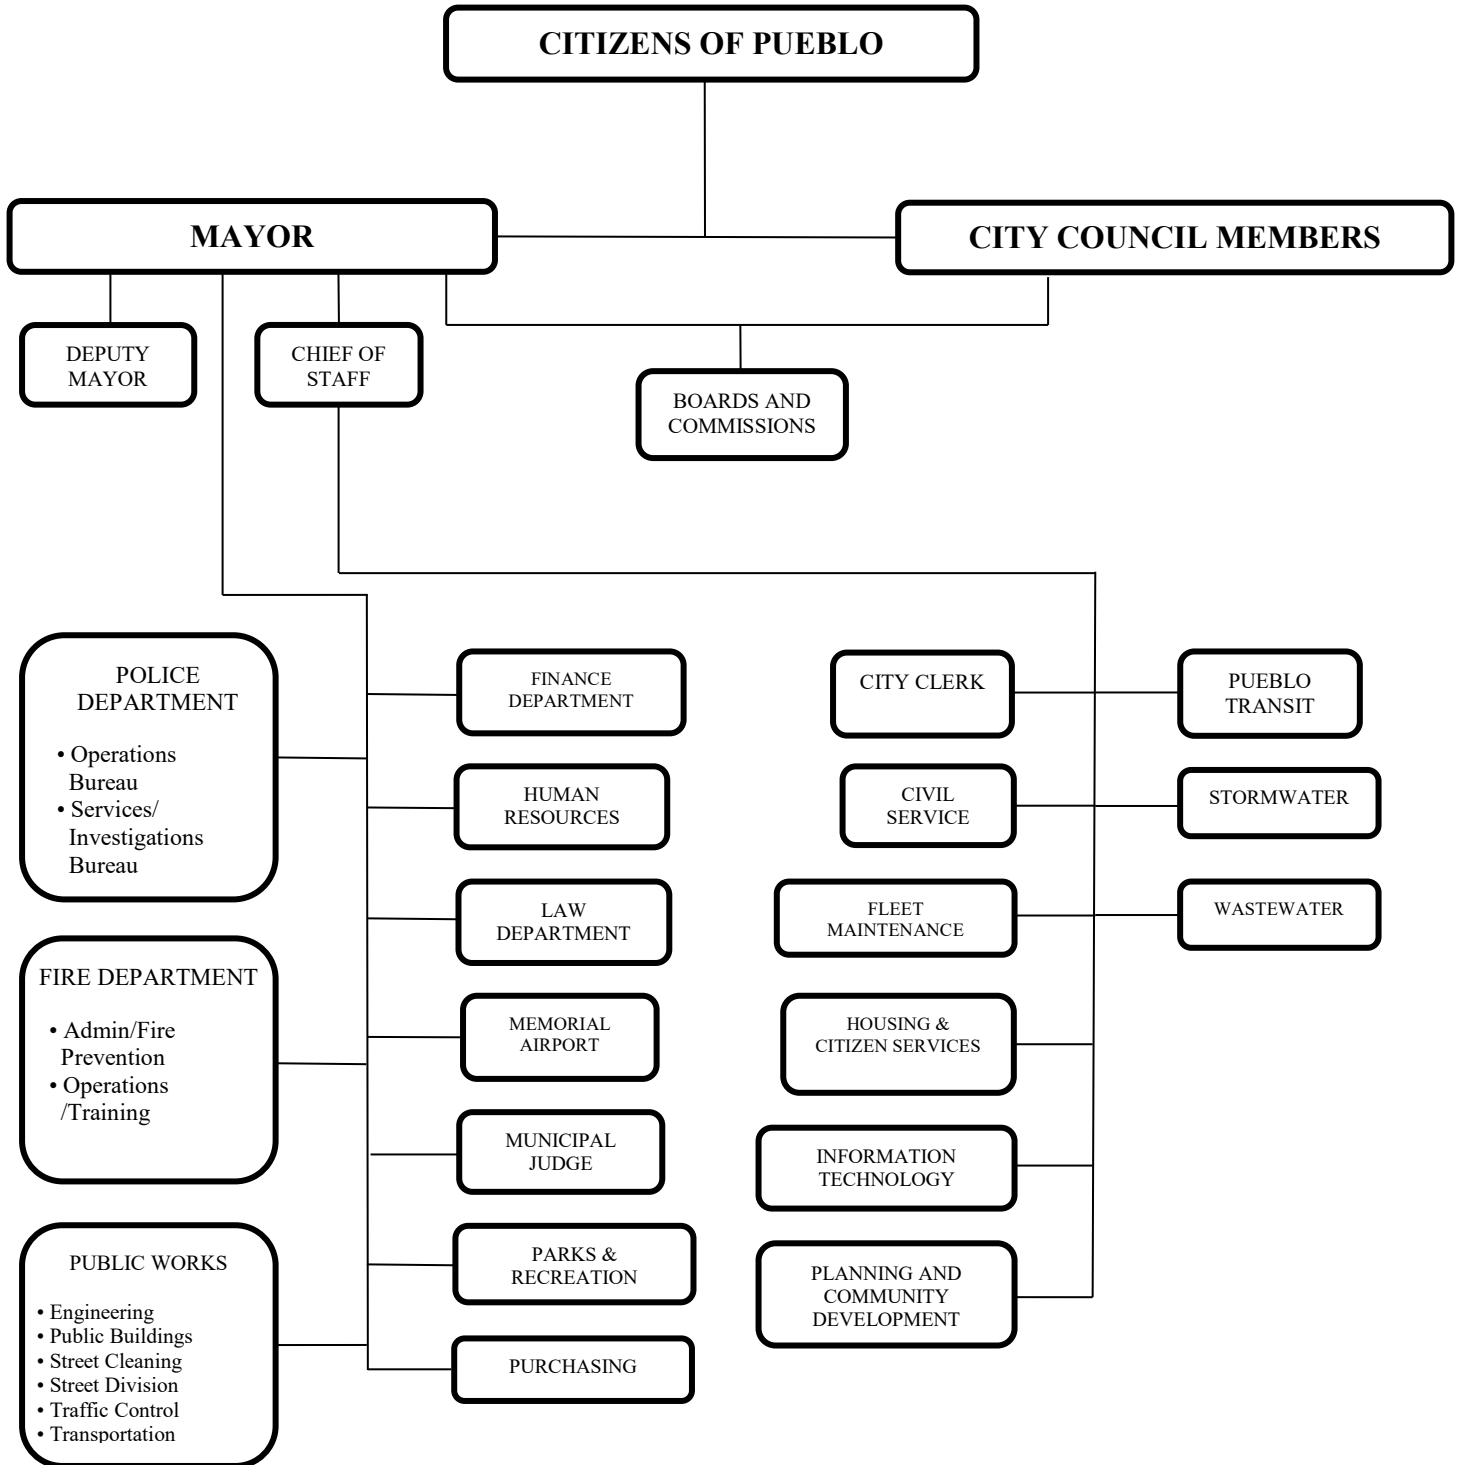 CITIZENS OF PUEBLO
MAYOR
CITY COUNCIL MEMBERS
DEPUTY
MAYOR
CHIEF OF
STAFF
BOARDS AND
COMMISSIONS
POLICE
DEPARTMENT
• Operations
Bureau
• Services/
Investigations
Bureau
FIRE DEPARTMENT
• Admin/Fire
Prevention
• Operations
/Training
PUBLIC WORKS
• Engineering
• Public Buildings
• Street Cleaning
• Street Division
• Traffic Control
• Transportation
FINANCE
DEPARTMENT
HUMAN
RESOURCES
LAW
DEPARTMENT
MEMORIAL
AIRPORT
MUNICIPAL
JUDGE
PARKS &
RECREATION
PURCHASING
CITY CLERK
CIVIL
SERVICE
FLEET
MAINTENANCE
HOUSING &
CITIZEN SERVICES
INFORMATION
TECHNOLOGY
PLANNING AND
COMMUNITY
DEVELOPMENT
PUEBLO
TRANSIT
STORMWATER
WASTEWATER